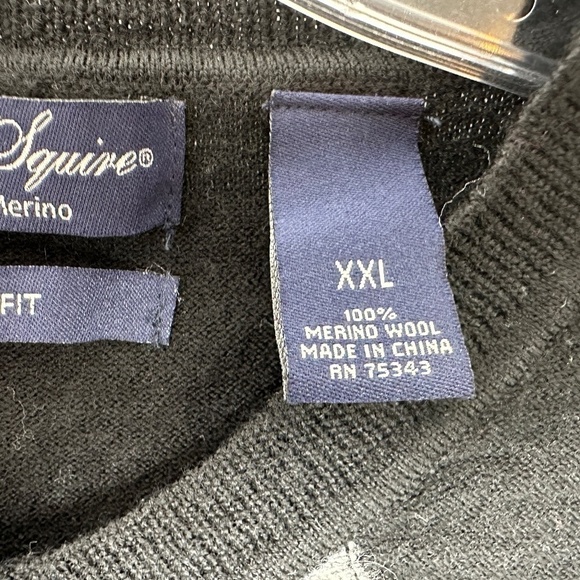 Squire®
Merino
FIT
XXL
100%
MERINO WOOL
MADE IN CHINA
RN 75343